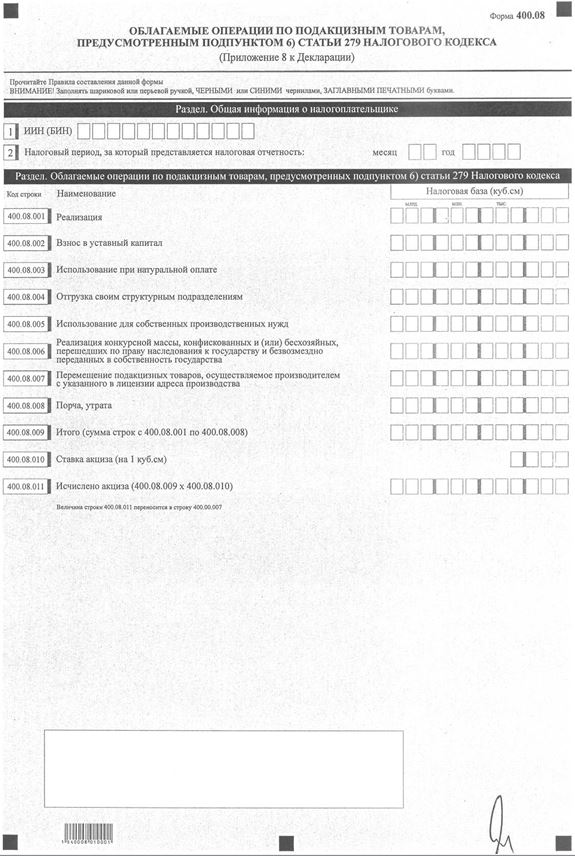 Форма 400.08
ОБЛАГАЕМЫЕ ОПЕРАЦИИ ПО ПОДАКЦИЗНЫМ ТОВАРАМ,
ПРЕДУСМОТРЕННЫМ ПОДПУНКТОМ 6) СТАТЬИ 279 НАЛОГОВОГО КОДЕКСА
(Приложение 8 к Декларации)
Прочитайте Правила составления данной формы
ВНИМАНИЕ! Заполнять шариковой или перьевой ручкой, ЧЕРНЫМИ или СИНИМИ чернилами, ЗАГЛАВНЫМИ ПЕЧАТНЫМИ буквами.
Раздел. Общая информация о налогоплательщике
1 ИИН (БИН)
2 Налоговый период, за который представляется налоговая отчетность: месяц год
Раздел. Облагаемые операции по подакцизным товарам, предусмотренных подпунктом 6) статьи 279 Налогового кодекса
Код строки Наименование Налоговая база (куб.см)
млрд. млн. тыс.
400.08.001 Реализация
400.08.002 Взнос в уставный капитал
400.08.003 Использование при натуральной оплате
400.08.004 Отгрузка своим структурным подразделениям
400.08.005 Использование для собственных производственных нужд
400.08.006 Реализация конкурсной массы, конфискованных и (или) бесхозяйных,
перешедших по праву наследования к государству и безвозмездно
переданных в собственность государства
400.08.007 Перемещение подакцизных товаров, осуществляемое производителем
с указанного в лицензии адреса производства
400.08.008 Порча, утрата
400.08.009 Итого (сумма строк с 400.08.001 по 400.08.008)
400.08.010 Ставка акциза (на 1 куб.см)
400.08.011 Исчислено акциза (400.08.009 х 400.08.010)
Величина строки 400.08.011 переносится в строку 400.00.007